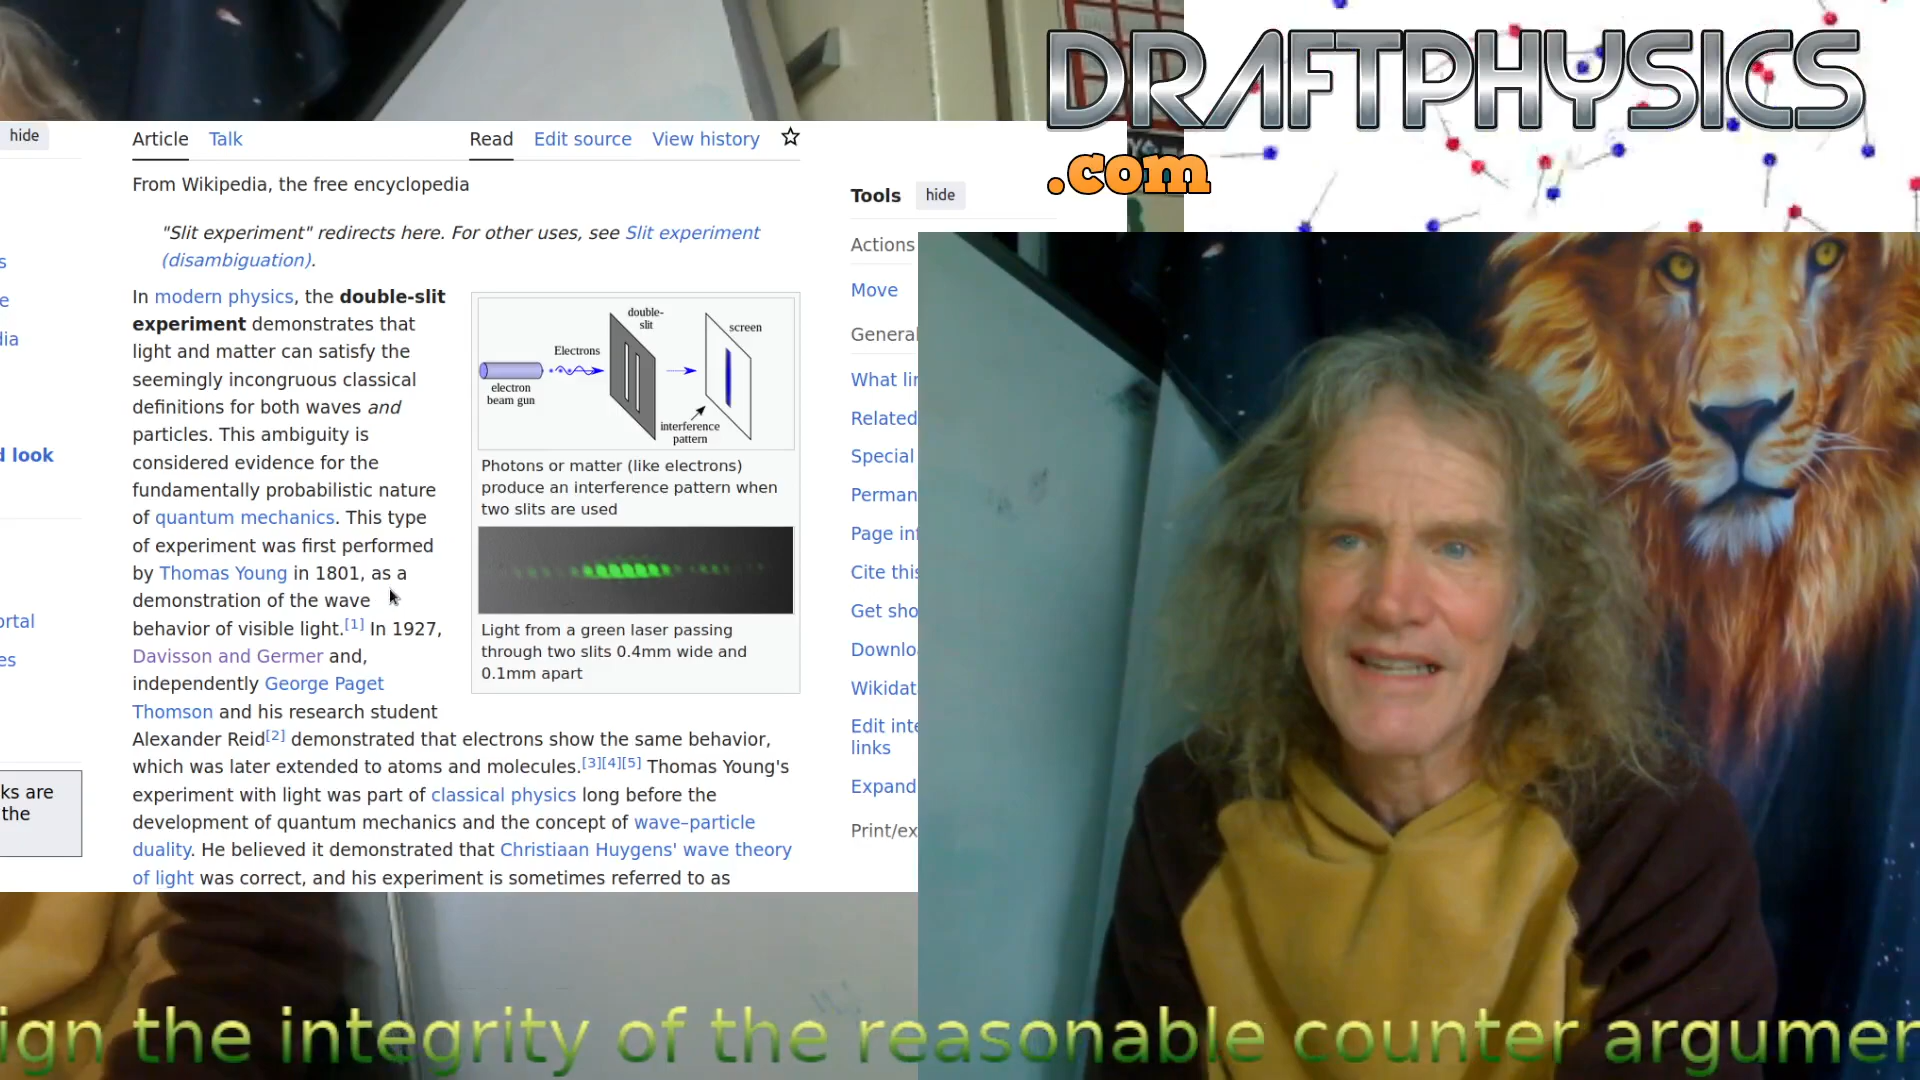 DRAFTPHYSICS
.com
hide
Article Talk Read Edit source View history
From Wikipedia, the free encyclopedia
"Slit experiment" redirects here. For other uses, see Slit experiment
(disambiguation).
In modern physics, the double-slit
experiment demonstrates that
light and matter can satisfy the
seemingly incongruous classical
definitions for both waves and
particles. This ambiguity is
considered evidence for the
fundamentally probabilistic nature
of quantum mechanics. This type
of experiment was first performed
by Thomas Young in 1801, as a
demonstration of the wave
behavior of visible light.[1] In 1927,
Davisson and Germer and,
independently George Paget
Thomson and his research student
Alexander Reid[2] demonstrated that electrons show the same behavior,
which was later extended to atoms and molecules.[3][4][5] Thomas Young's
experiment with light was part of classical physics long before the
development of quantum mechanics and the concept of wave–particle
duality. He believed it demonstrated that Christiaan Huygens' wave theory
of light was correct, and his experiment is sometimes referred to as
double-
slit
screen
Electrons
electron
beam gun
interference
pattern
Photons or matter (like electrons)
produce an interference pattern when
two slits are used
Light from a green laser passing
through two slits 0.4mm wide and
0.1mm apart
Tools hide
Actions
Move
General
What lin
Related
Special
Perman
Page inf
Cite this
Get sho
Downlo
Wikidat
Edit inte
links
Expand
Print/ex
s
e
dia
d look
ortal
es
ks are
the
ign the integrity of the reasonable counter argumer